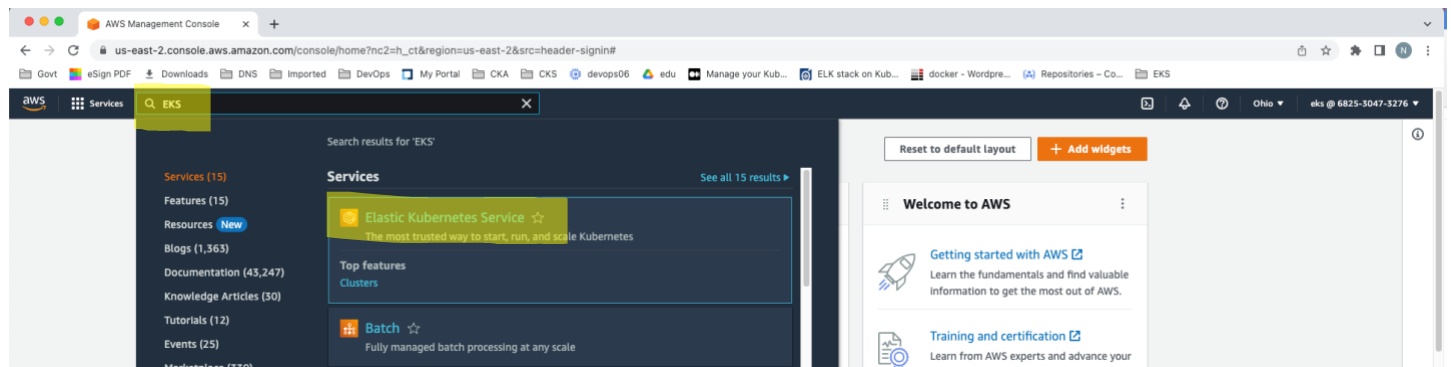 AWS Management Console
us-east-2.console.aws.amazon.com/console/home?nc2=h_ct&region=us-east-2&src=header-signin#
N
Govt eSign PDF Downloads DNS Imported DevOps My Portal CKA CKS devops06 edu Manage your Kub... ELK stack on Kub... docker - Wordpre... Repositories – Co... EKS
aws Services EKS Ohio eks @ 6825-3047-3276
Search results for 'EKS'
Reset to default layout + Add widgets
Services (15)
Features (15)
Resources New
Blogs (1,363)
Documentation (43,247)
Knowledge Articles (30)
Tutorials (12)
Events (25)
Services
See all 15 results
Elastic Kubernetes Service
The most trusted way to start, run, and scale Kubernetes
Top features
Clusters
Batch
Fully managed batch processing at any scale
Welcome to AWS
Getting started with AWS
Learn the fundamentals and find valuable
information to get the most out of AWS.
Training and certification
Learn from AWS experts and advance your